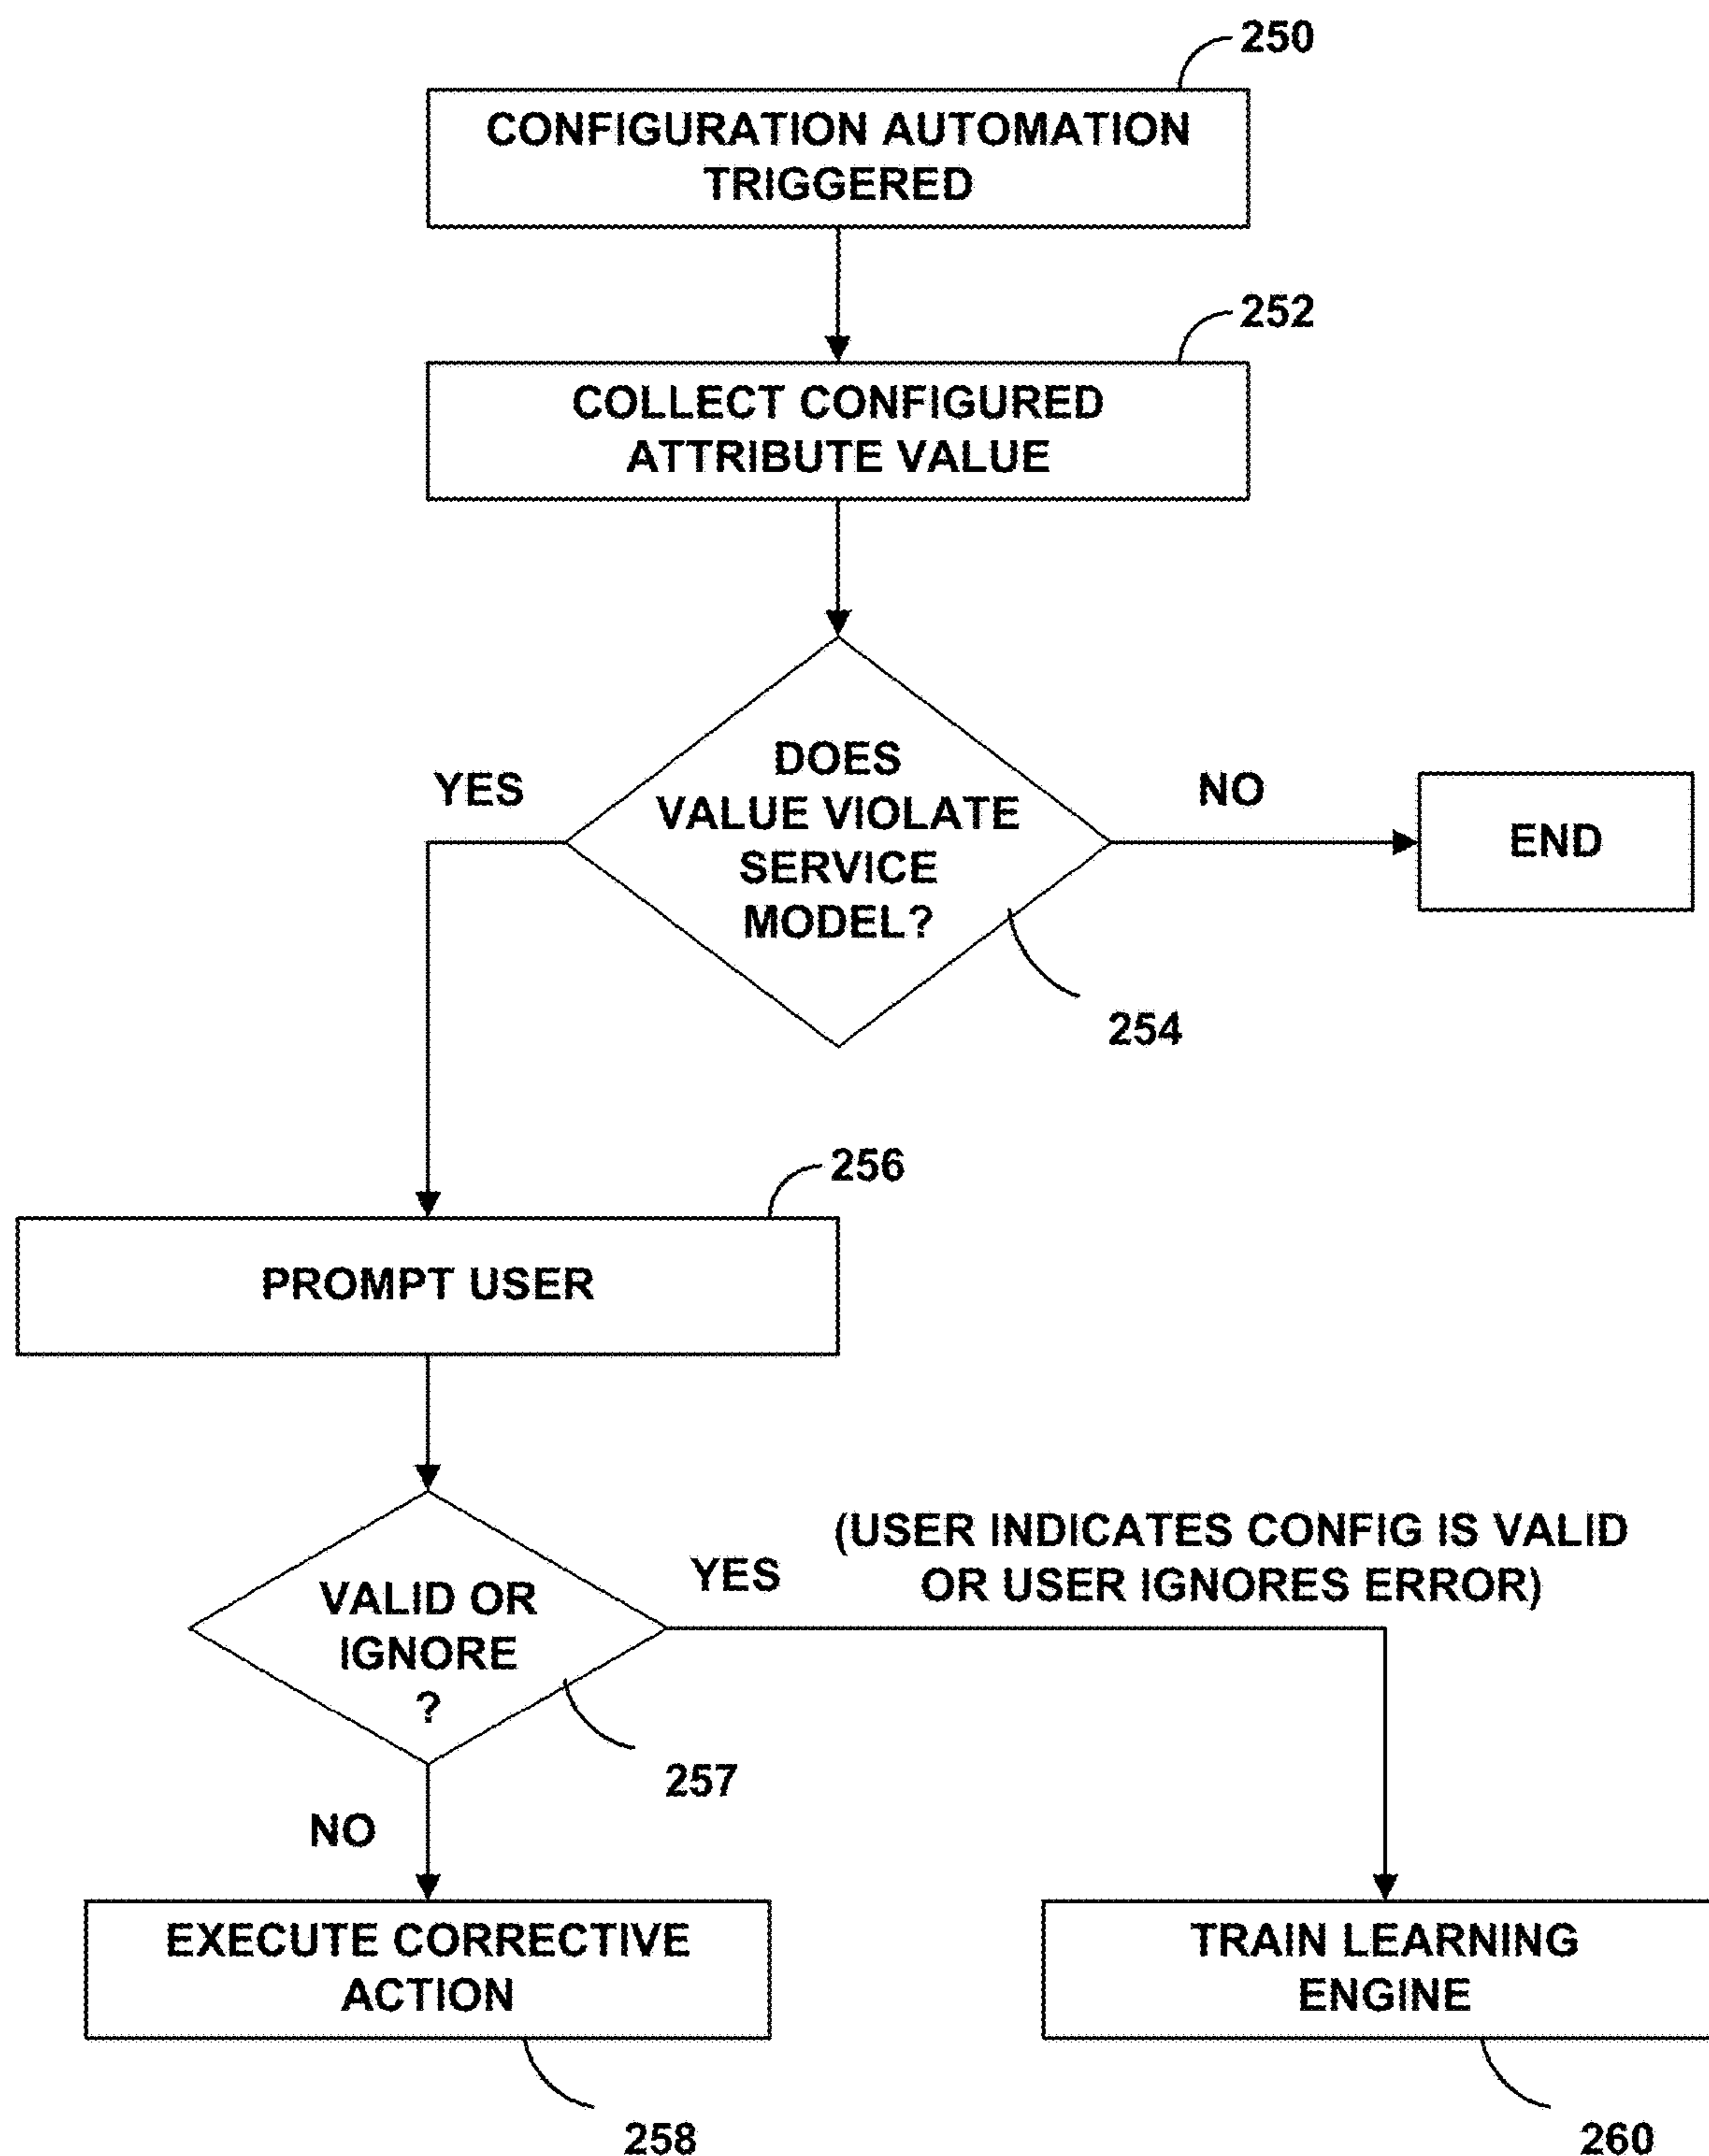 250
CONFIGURATION AUTOMATION
TRIGGERED
252
COLLECT CONFIGURED
ATTRIBUTE VALUE
YES
DOES
VALUE VIOLATE
SERVICE
MODEL?
NO
END
254
256
PROMPT USER
(USER INDICATES CONFIG IS VALID
OR USER IGNORES ERROR)
YES
VALID OR
IGNORE
?
257
NO
EXECUTE CORRECTIVE
ACTION
TRAIN LEARNING
ENGINE
258
260